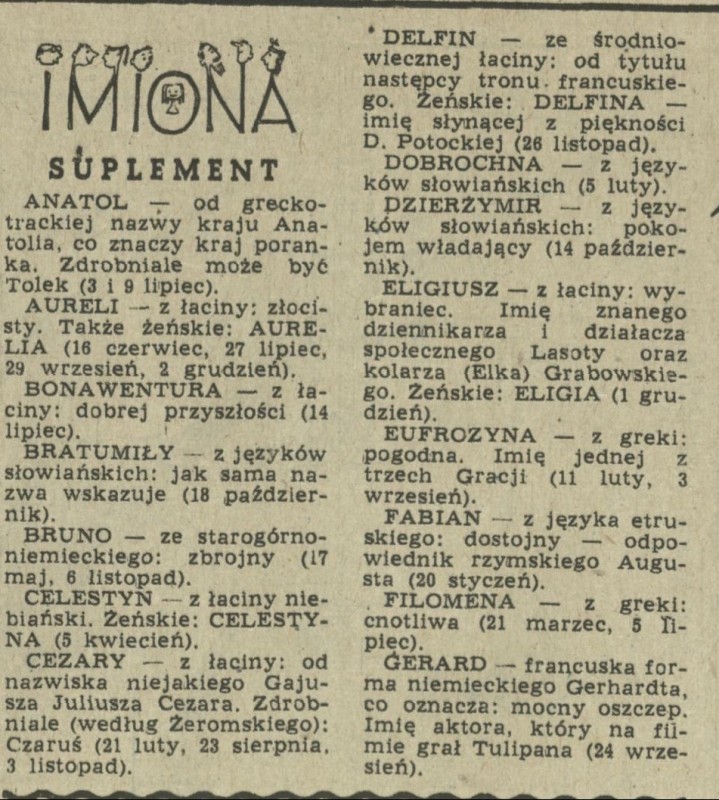 IMIONA
SUPLEMENT
ANATOL — od grecko-
trackiej nazwy kraju Ana-
tolia, co znaczy kraj poran-
ka. Zdrobniale może być
Tolek (3 i 9 lipiec).
AURELI — z łaciny: złoci-
sty. Także żeńskie: AURE-
LIA (16 czerwiec, 27 lipiec,
29 wrzesień, 2 grudzień).
BONAWENTURA — z ła-
ciny: dobrej przyszłości (14
lipiec).
BRATUMIŁY — z języków
słowiańskich: jak sama na-
zwa wskazuje (18 paździer-
nik).
BRUNO — ze starogórno-
niemieckiego: zbrojny (17
maj, 6 listopad).
CELESTYN — z łaciny nie-
biański. Żeńskie: CELESTY-
NA (5 kwiecień).
CEZARY — z łaciny: od
nazwiska niejakiego Gaju-
sza Juliusza Cezara. Zdrob-
niale (według Żeromskiego):
Czaruś (21 luty, 23 sierpnia,
3 listopad).
DELFIN — ze średnio-
wiecznej łaciny: od tytułu
następcy tronu francuskie-
go. Żeńskie: DELFINA —
imię słynącej z piękności
D. Potockiej (26 listopad).
DOBROCHNA — z języ-
ków słowiańskich (5 luty).
DZIERŻYMIR — z języ-
ków słowiańskich: poko-
jem władający (14 paździer-
nik).
ELIGIUSZ — z łaciny: wy-
braniec. Imię znanego
dziennikarza i działacza
społecznego Lasoty oraz
kolarza (Elka) Grabowskie-
go. Żeńskie: ELIGIA (1 gru-
dzień).
EUFROZYNA — z greki:
pogodna. Imię jednej z
trzech Gracji (11 luty, 3
wrzesień).
FABIAN — z języka etru-
skiego: dostojny — odpo-
wiednik rzymskiego Augu-
sta (20 styczeń).
FILOMENA — z greki:
cnotliwa (21 marzec, 5 li-
piec).
GERARD — francuska for-
ma niemieckiego Gerhardta,
co oznacza: mocny oszczep.
Imię aktora, który na fil-
mie grał Tulipana (24 wrze-
sień).